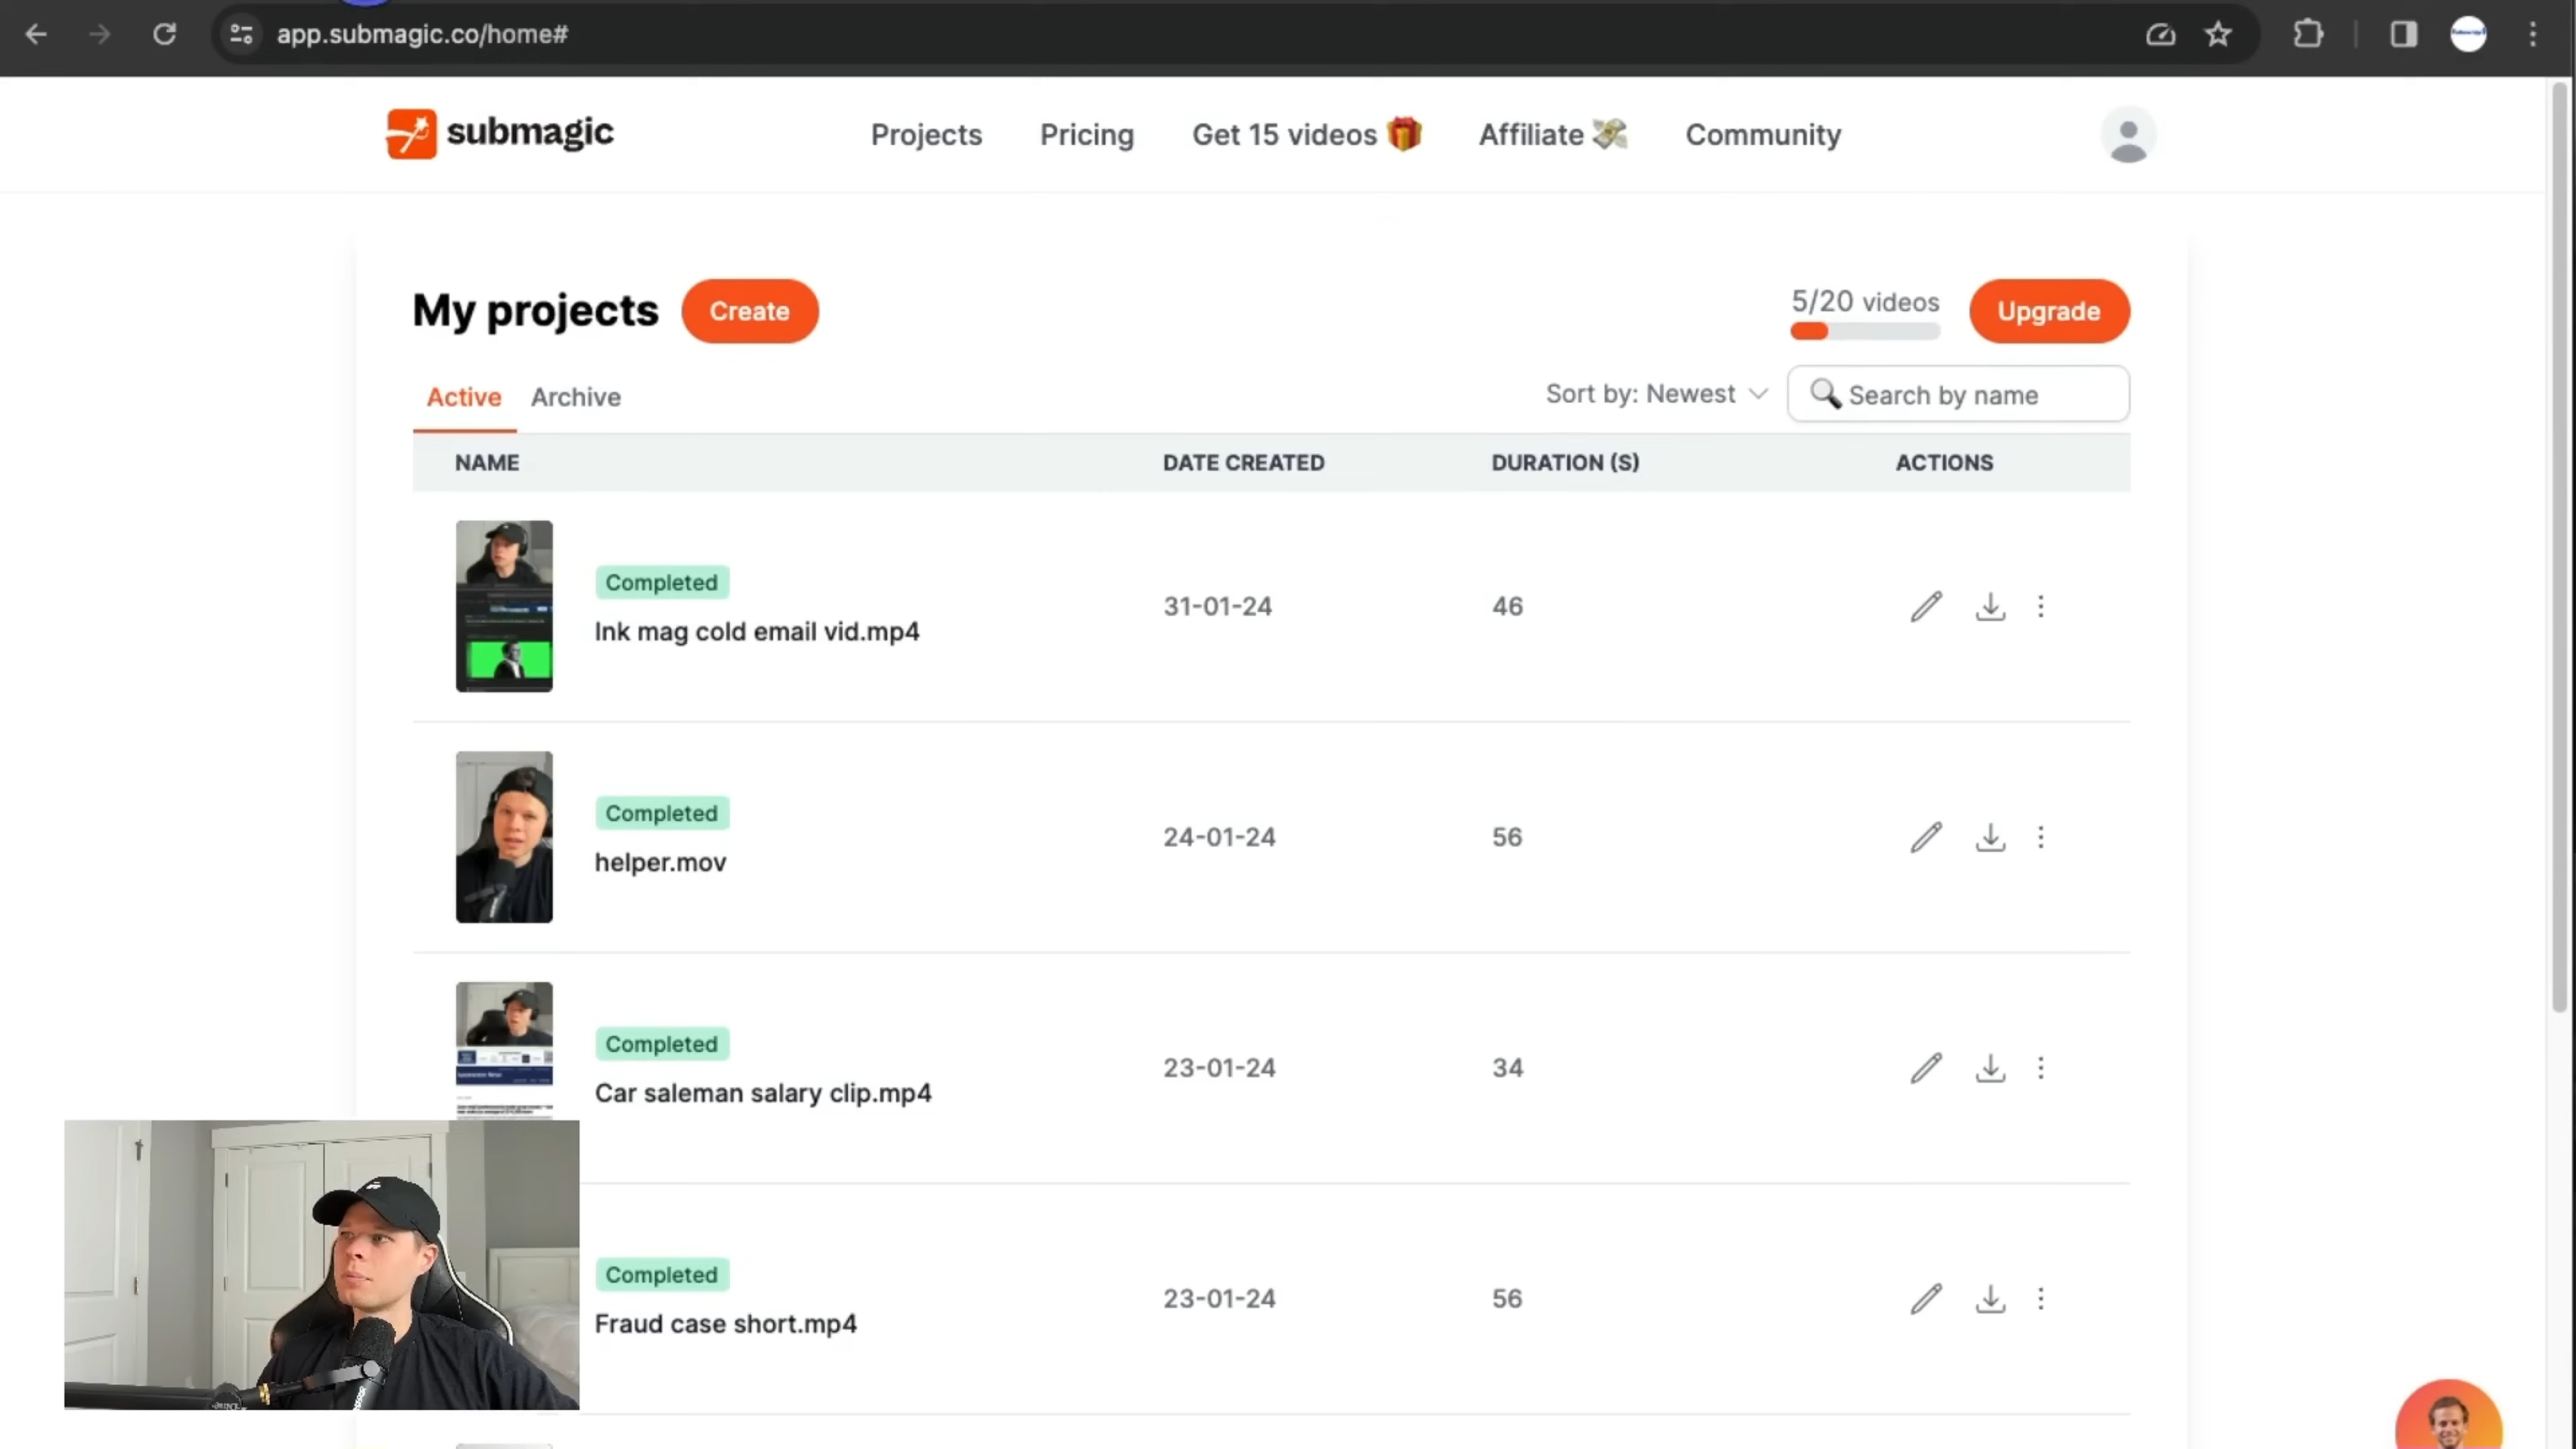 app.submagic.co/home#
submagic
Projects
Pricing
Get 15 videos
Affiliate
Community
My projects
Create
5/20 videos
Upgrade
Active
Archive
Sort by: Newest
Search by name
NAME
DATE CREATED
DURATION (S)
ACTIONS
Completed
Ink mag cold email vid.mp4
31-01-24
46
Completed
helper.mov
24-01-24
56
Completed
Car saleman salary clip.mp4
23-01-24
34
Completed
Fraud case short.mp4
23-01-24
56